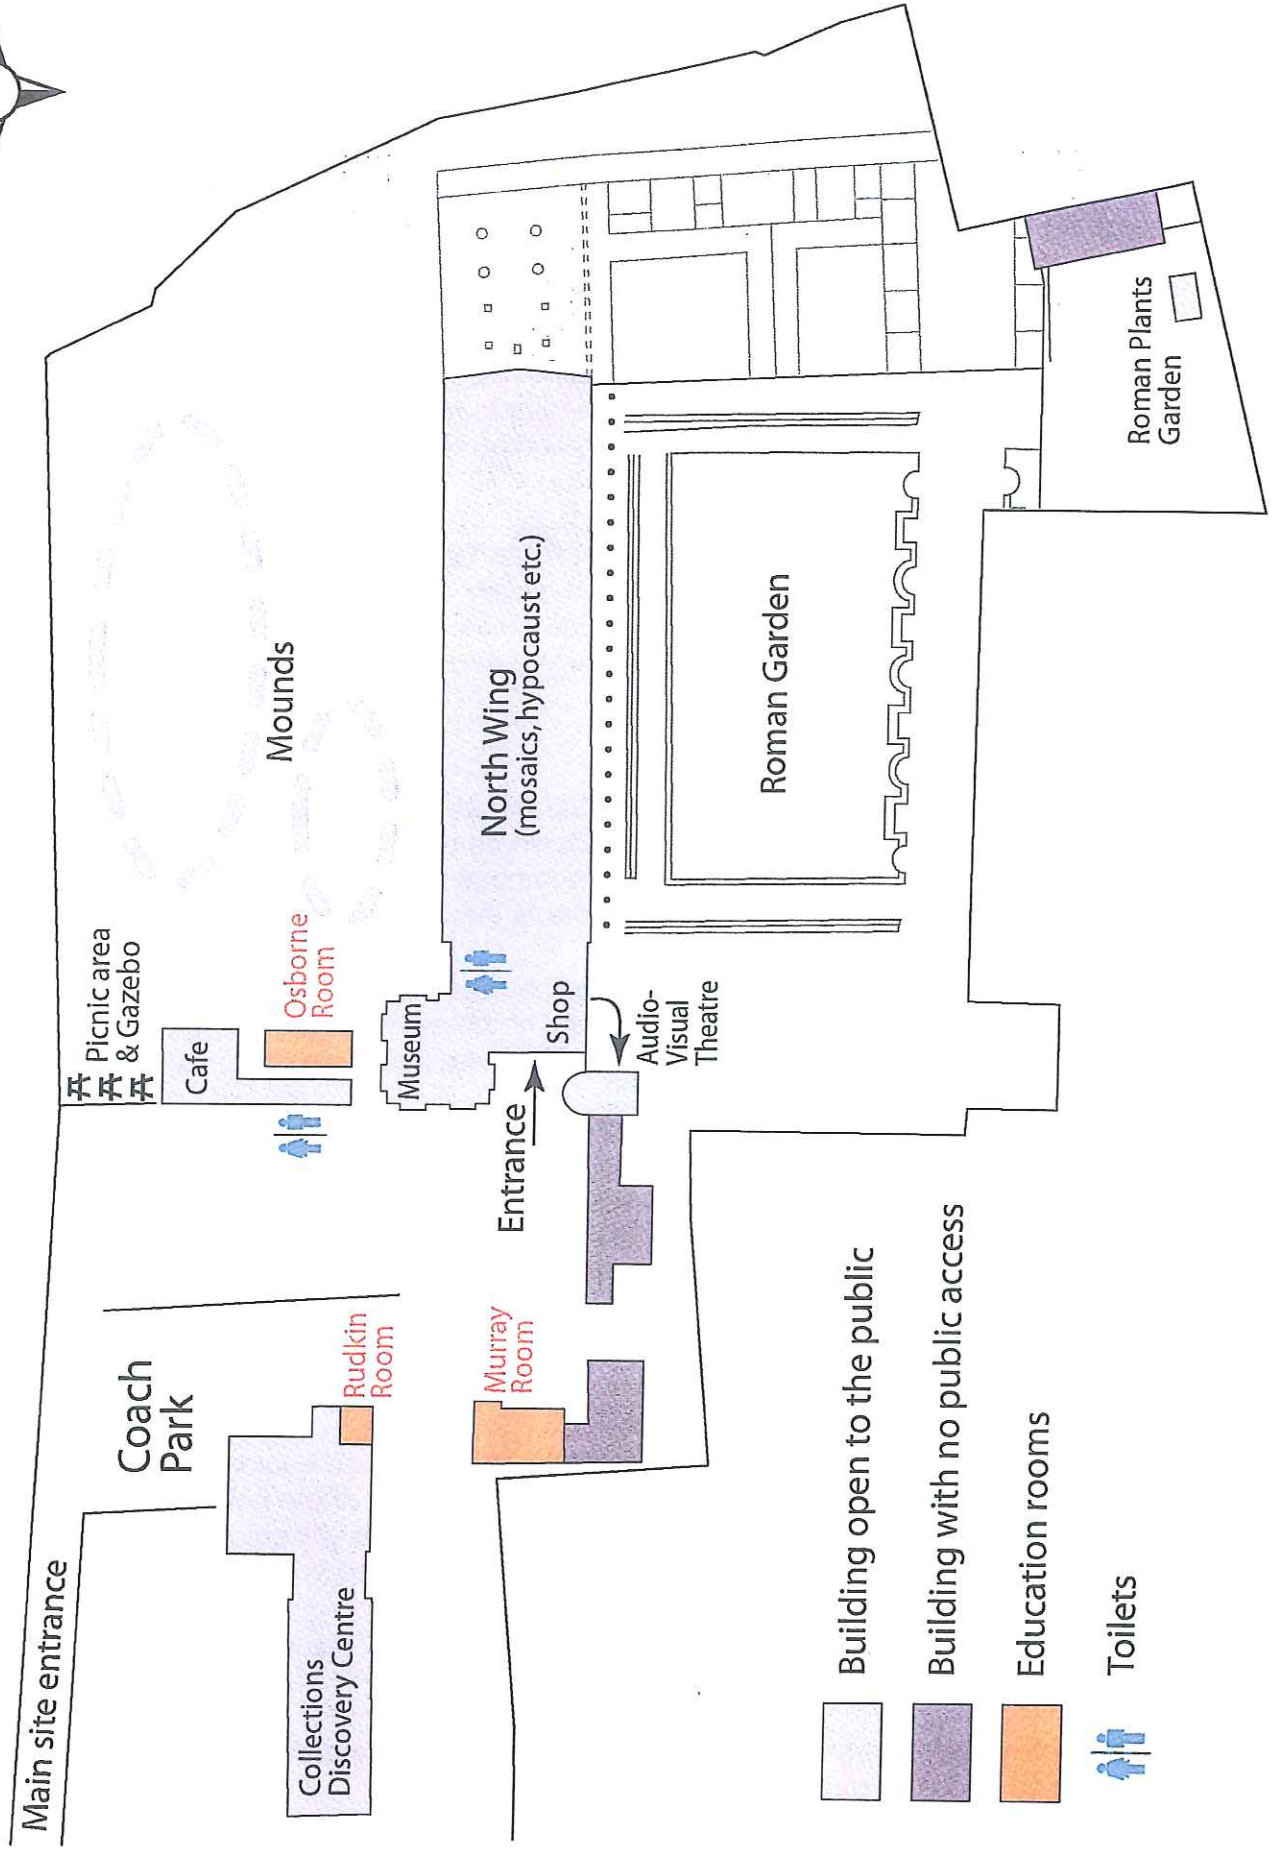 Main site entrance
Coach
Park
Collections
Discovery Centre
Rudkin
Room
Murray
Room
Picnic area
& Gazebo
Cafe
Osborne
Room
Museum
Entrance
Shop
Audio-
Visual
Theatre
Mounds
North Wing
(mosaics, hypocaust etc.)
Roman Garden
Roman Plants
Garden
Building open to the public
Building with no public access
Education rooms
Toilets